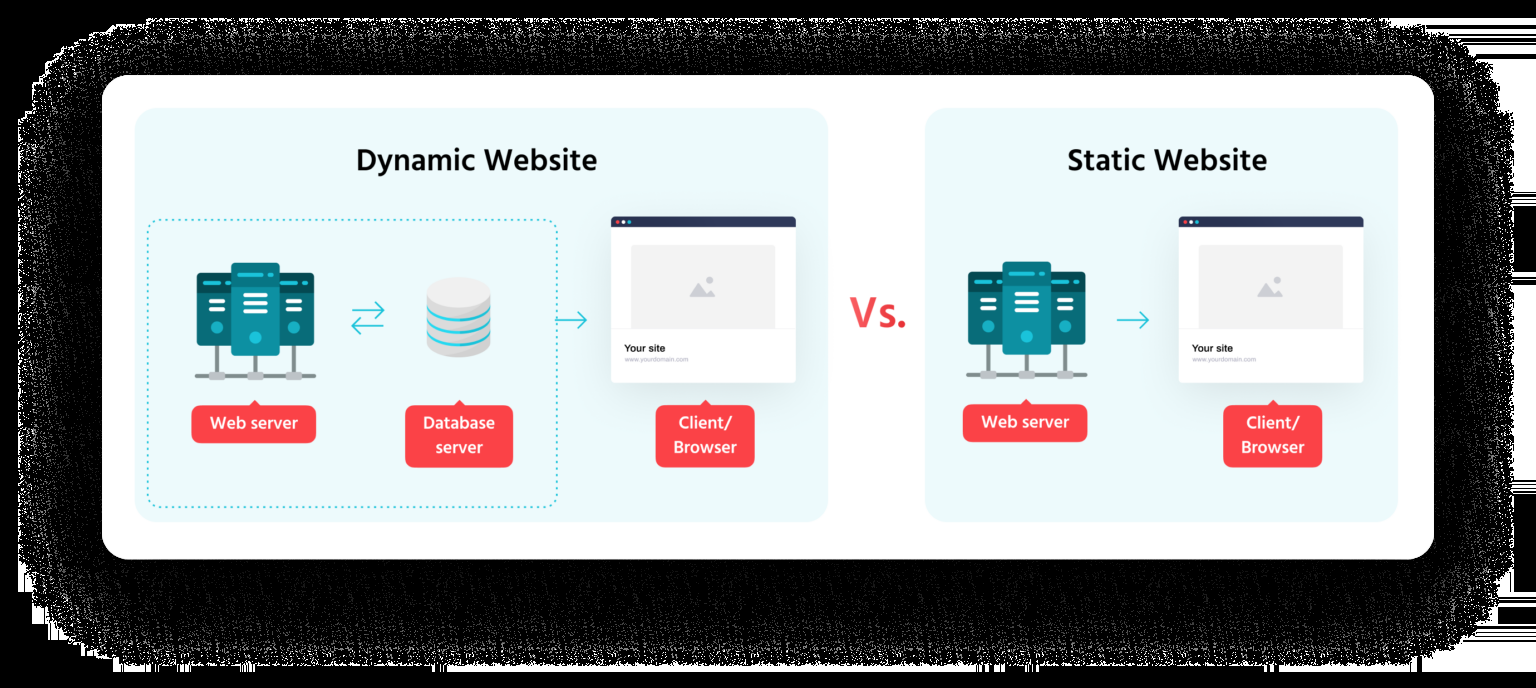 Dynamic Website
Your site
www.yourdomain.com
Web server
Database
server
Client/
Browser
Vs.
Static Website
Your site
www.yourdomain.com
Web server
Client/
Browser